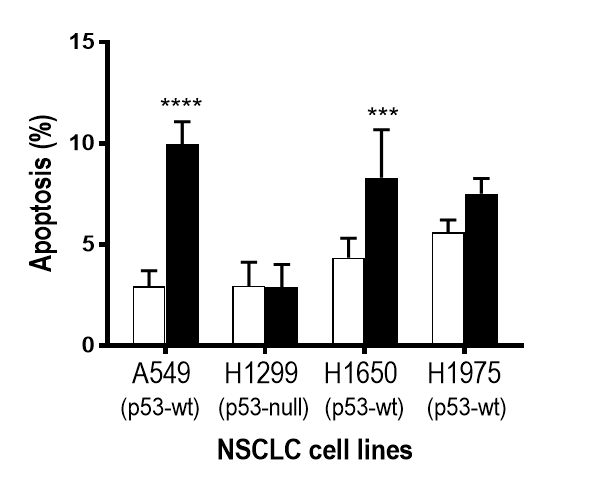 15
****
***
10
Apoptosis (%)
5
0
A549 H1299 H1650 H1975
(p53-wt) (p53-null) (p53-wt) (p53-wt)
NSCLC cell lines